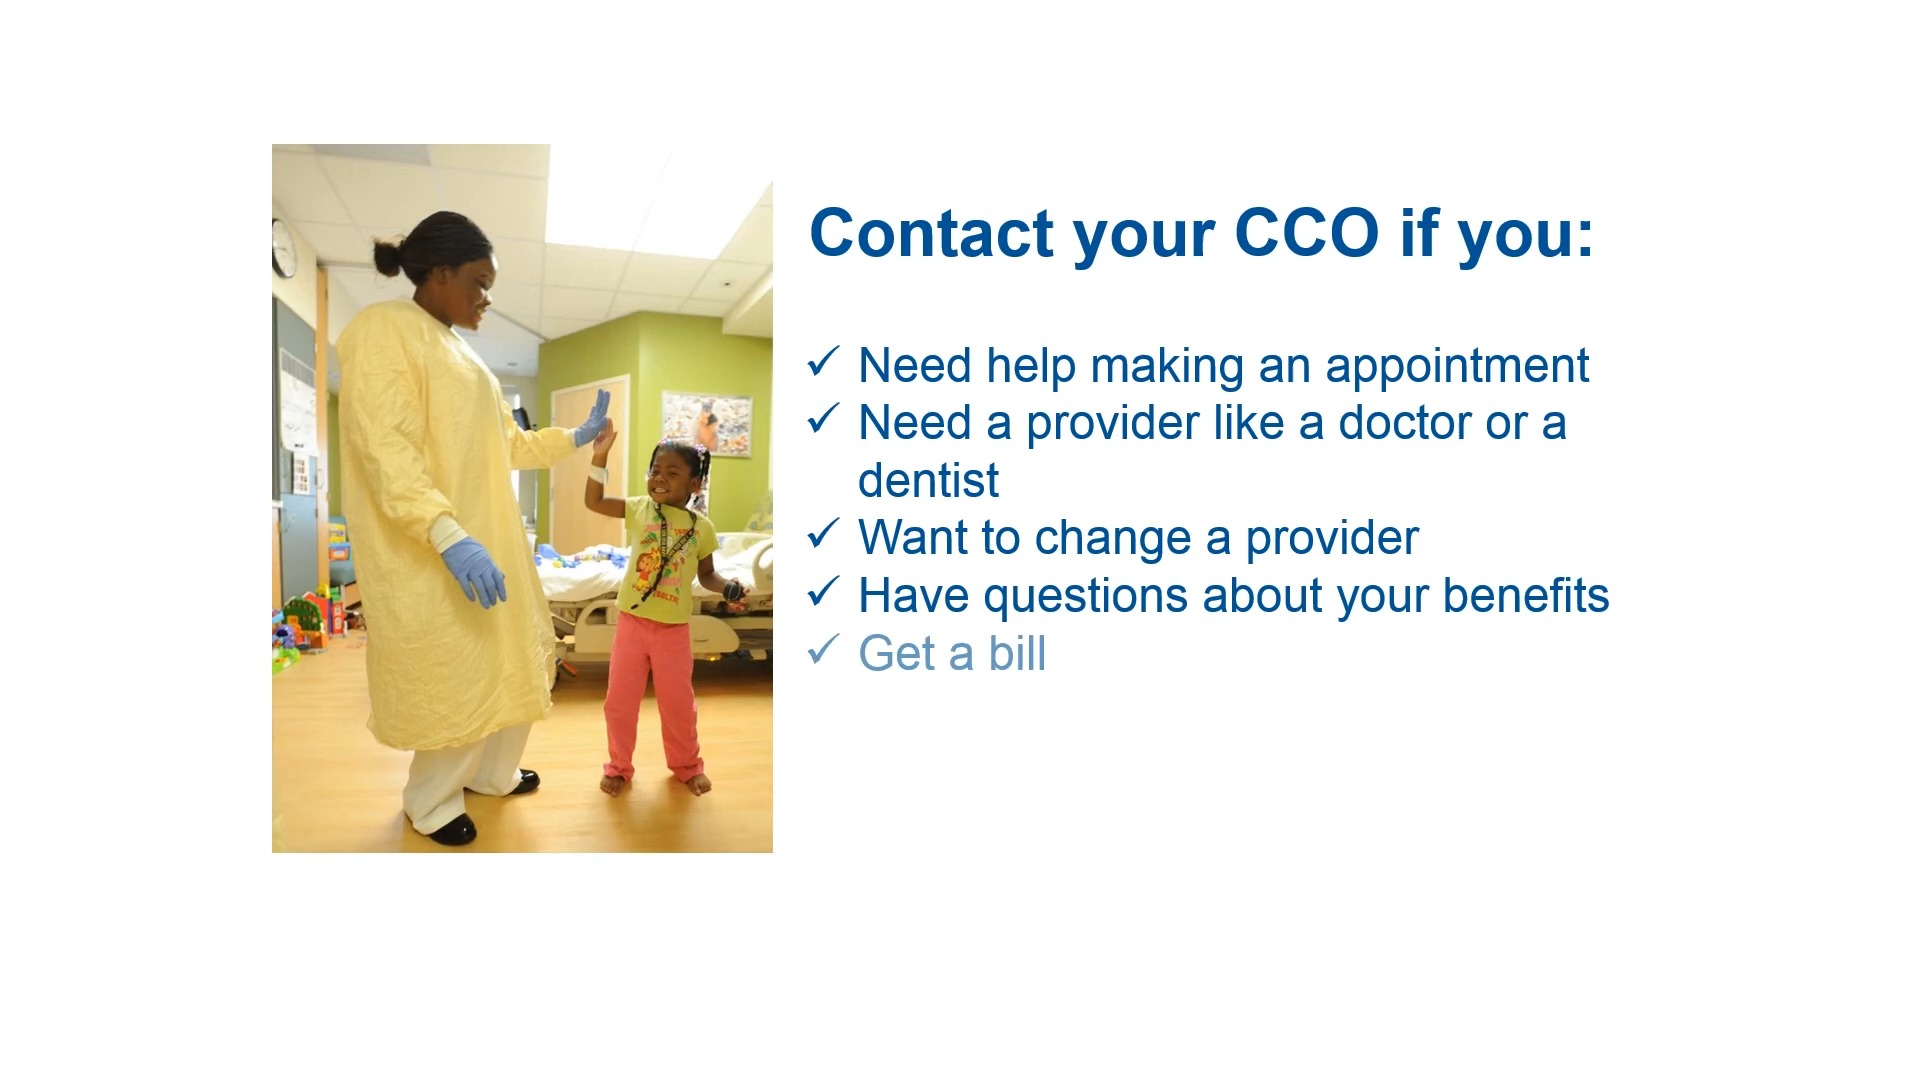 Contact your CCO if you:
✓ Need help making an appointment
✓ Need a provider like a doctor or a
dentist
✓ Want to change a provider
✓ Have questions about your benefits
✓ Get a bill